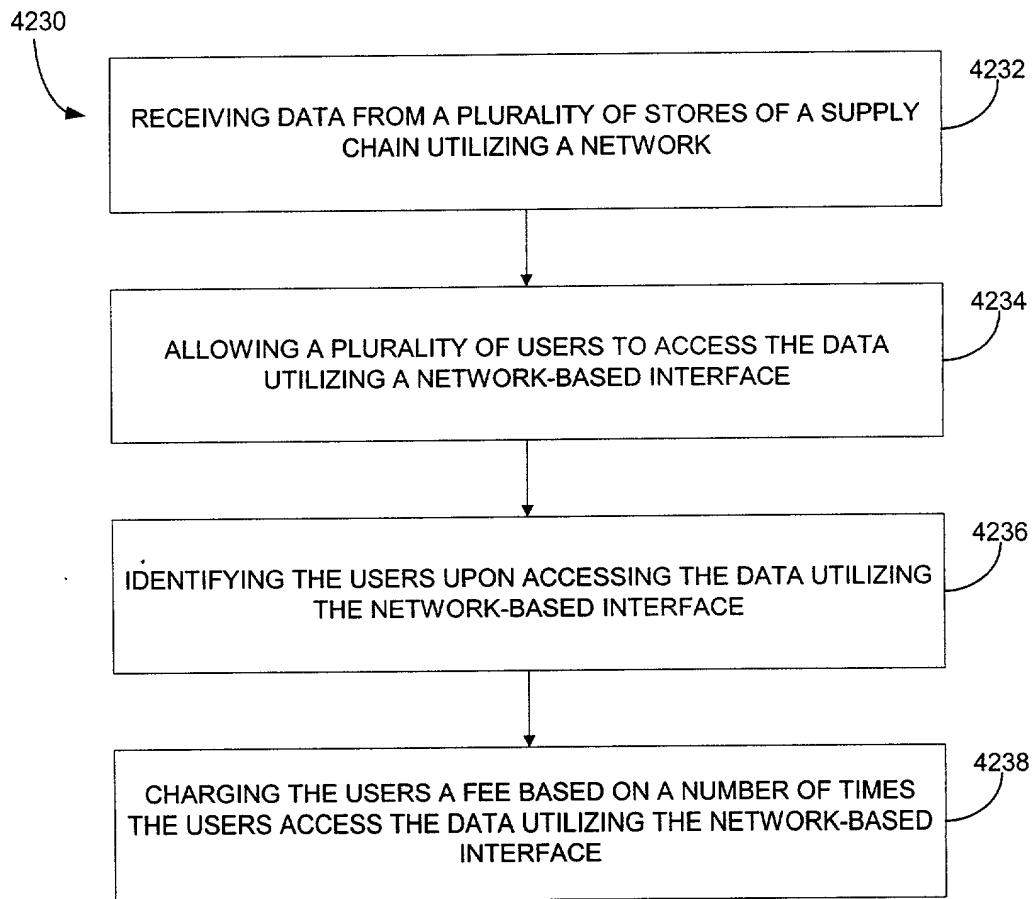 4230
4232
RECEIVING DATA FROM A PLURALITY OF STORES OF A SUPPLY
CHAIN UTILIZING A NETWORK
4234
ALLOWING A PLURALITY OF USERS TO ACCESS THE DATA
UTILIZING A NETWORK-BASED INTERFACE
4236
IDENTIFYING THE USERS UPON ACCESSING THE DATA UTILIZING
THE NETWORK-BASED INTERFACE
4238
CHARGING THE USERS A FEE BASED ON A NUMBER OF TIMES
THE USERS ACCESS THE DATA UTILIZING THE NETWORK-BASED
INTERFACE